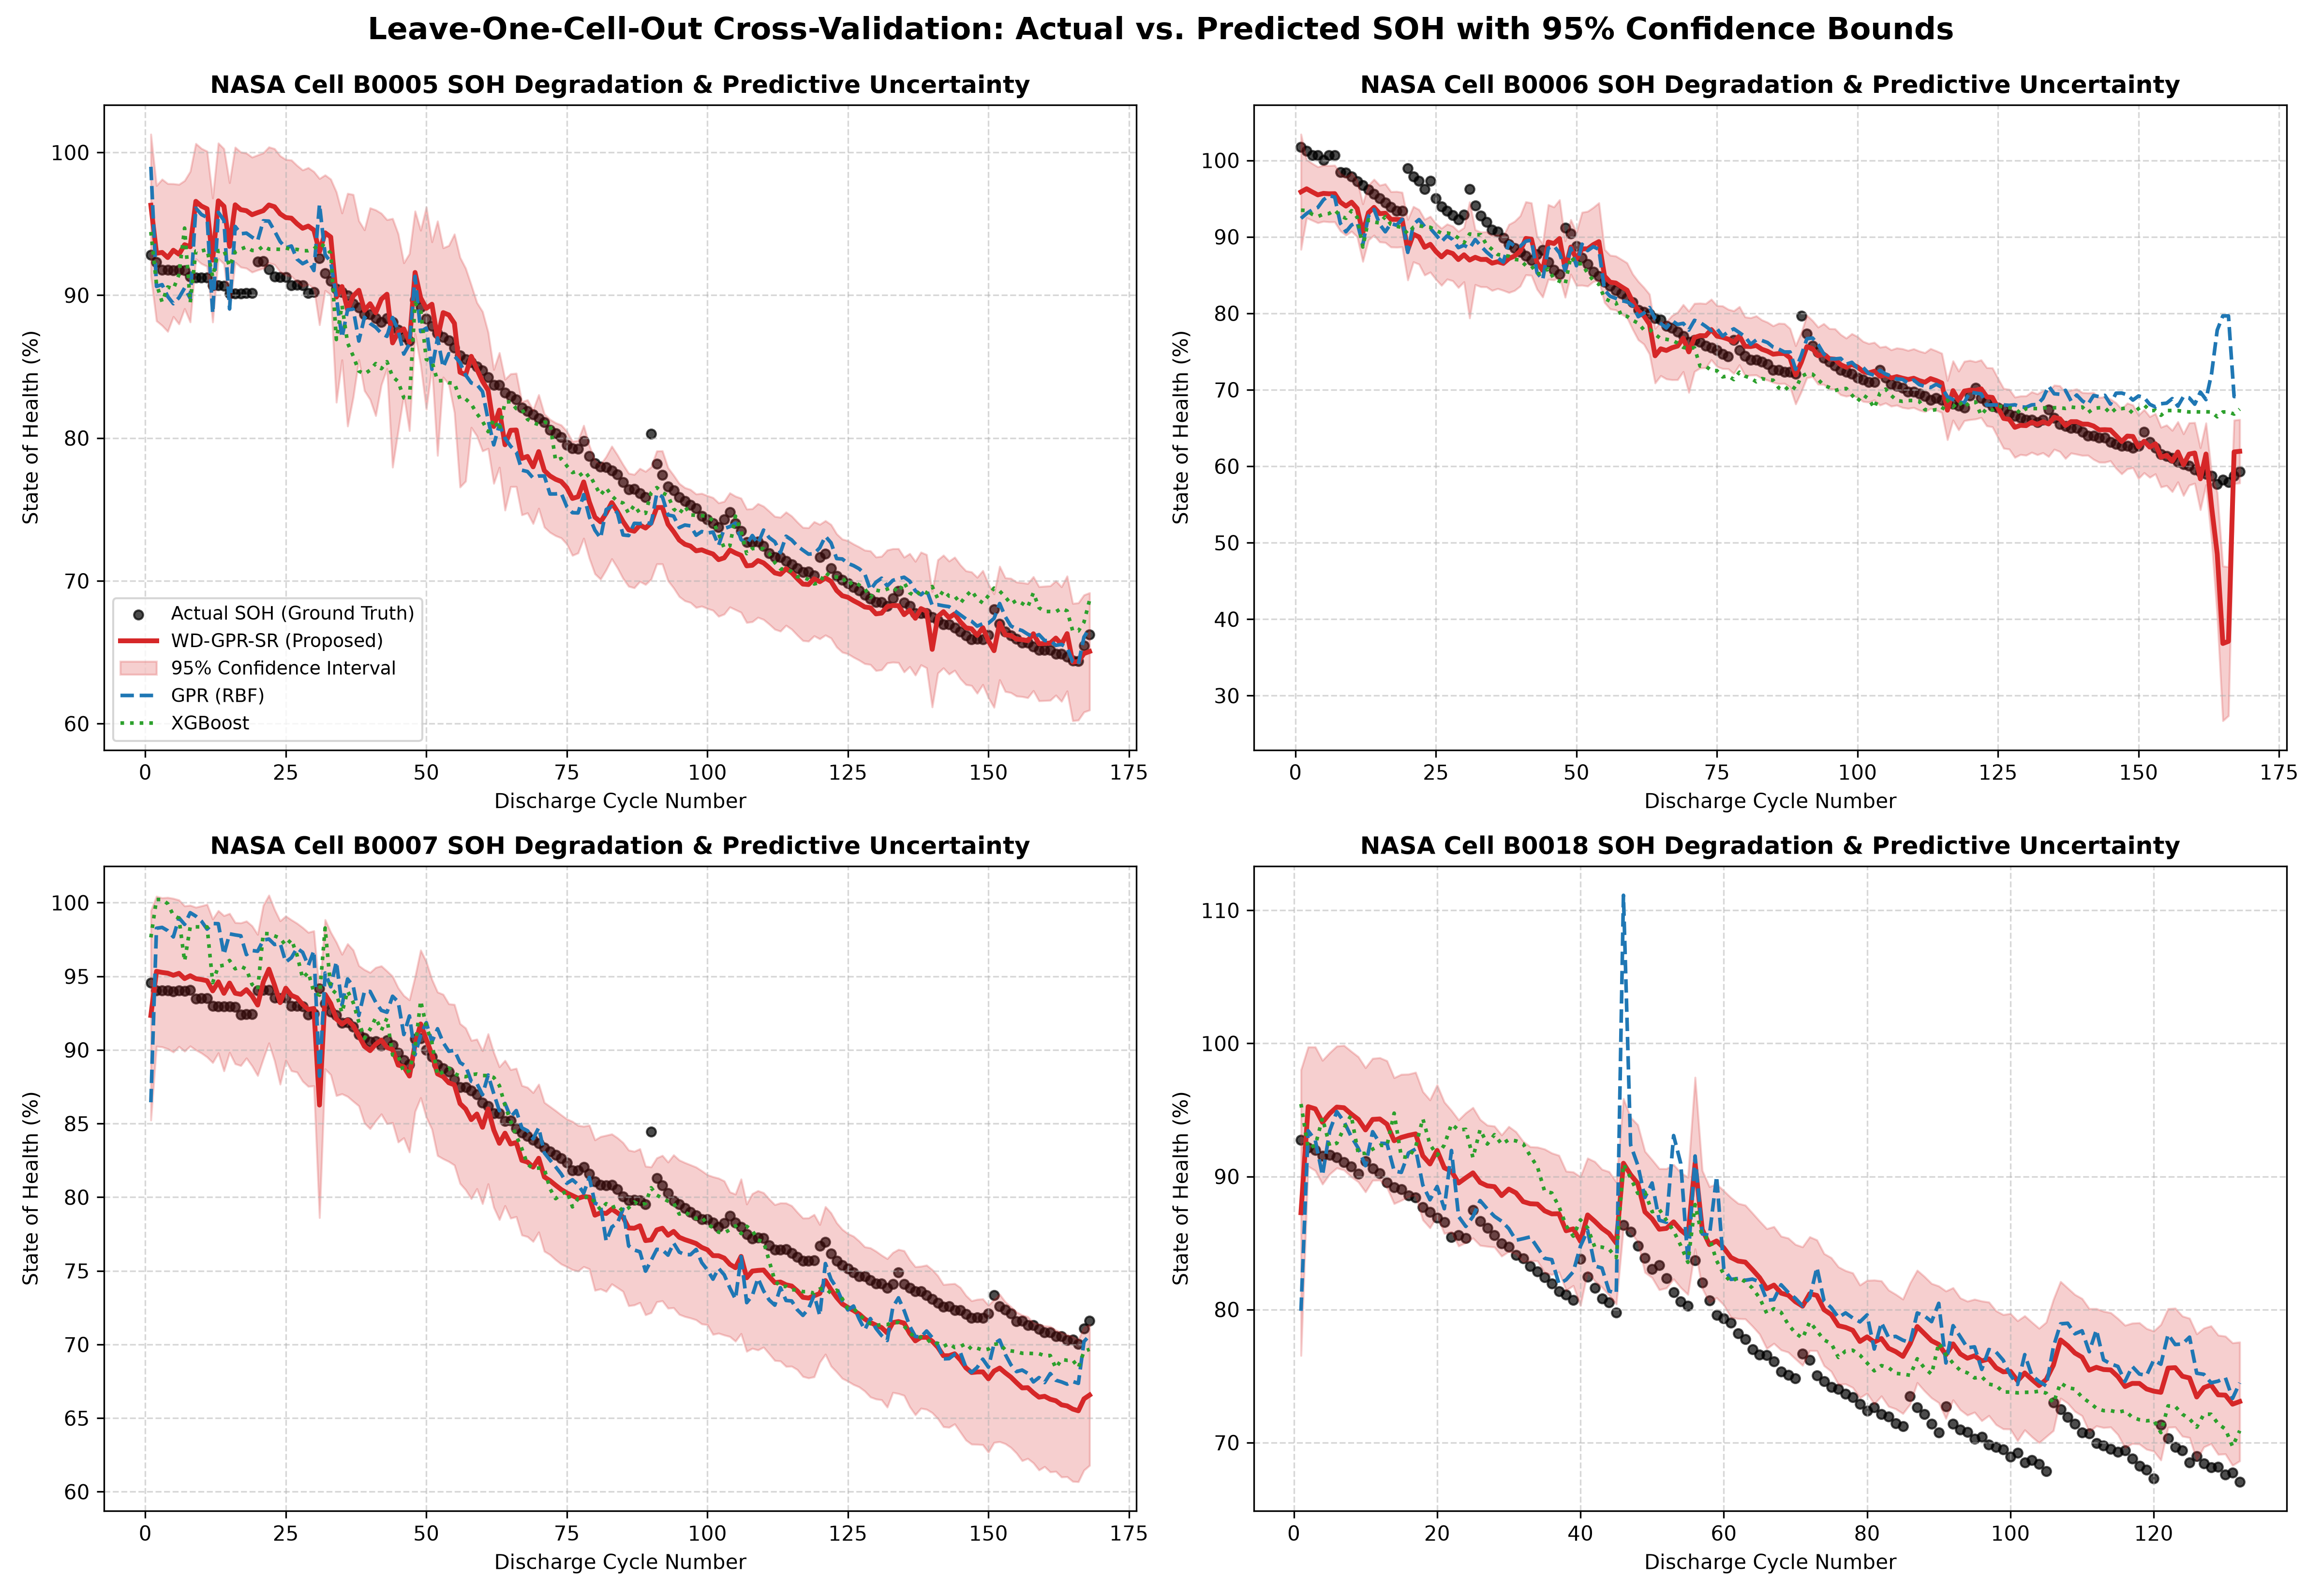 Leave-One-Cell-Out Cross-Validation: Actual vs. Predicted SOH with 95% Confidence Bounds
NASA Cell B0005 SOH Degradation & Predictive Uncertainty
State of Health (%)
100
90
80
70
60
Actual SOH (Ground Truth)
WD-GPR-SR (Proposed)
95% Confidence Interval
GPR (RBF)
XGBoost
0 25 50 75 100 125 150 175
Discharge Cycle Number
NASA Cell B0006 SOH Degradation & Predictive Uncertainty
State of Health (%)
100
90
80
70
60
50
40
30
0 25 50 75 100 125 150 175
Discharge Cycle Number
NASA Cell B0007 SOH Degradation & Predictive Uncertainty
State of Health (%)
100
95
90
85
80
75
70
65
60
0 25 50 75 100 125 150 175
Discharge Cycle Number
NASA Cell B0018 SOH Degradation & Predictive Uncertainty
State of Health (%)
110
100
90
80
70
0 20 40 60 80 100 120
Discharge Cycle Number